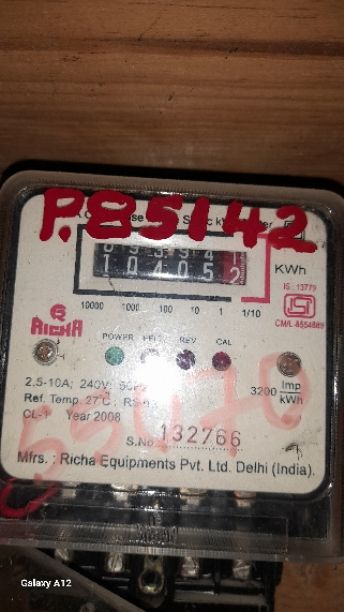 P.85142
10405 2
KWh
10000 1000 100 10 1 1/10
IS : 13779
CM/L 4554889
RICHA
POWER REV CAL
2.5-10A; 240V;
3200 Imp/kWh
Ref. Temp. 27°C,
CL-1 Year 2008
S.No. 132766
Mfrs. : Richa Equipments Pvt. Ltd. Delhi (India).
Galaxy A12